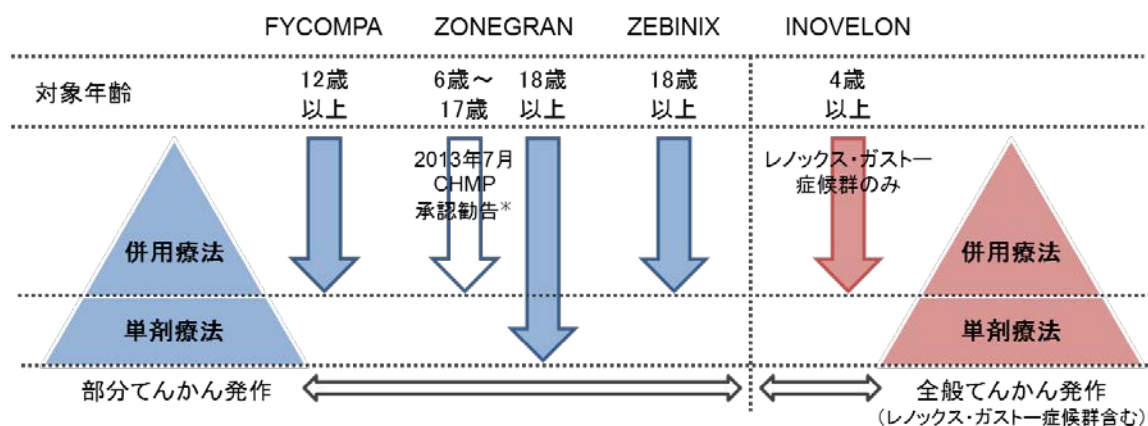 FYCOMPA ZONEGRAN ZEBINIX INOVELON
対象年齢
12歳
以上
6歳～
17歳
18歳
以上
18歳
以上
4歳
以上
2013年7月
CHMP
承認勧告*
レノックス・ガストー
症候群のみ
併用療法
単剤療法
併用療法
単剤療法
部分てんかん発作
全般てんかん発作
(レノックス・ガストー症候群含む)